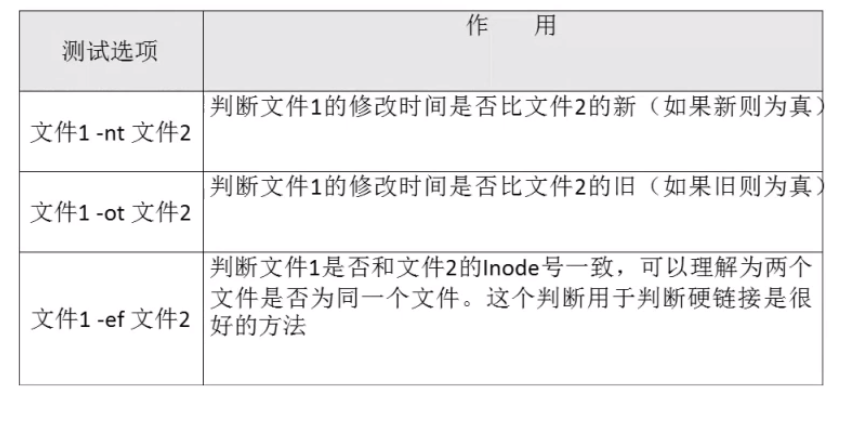 作 用
测试选项
判断文件1的修改时间是否比文件2的新（如果新则为真）
文件1 -nt 文件2
判断文件1的修改时间是否比文件2的旧（如果旧则为真）
文件1 -ot 文件2
判断文件1是否和文件2的Inode号一致，可以理解为两个
文件是否为同一个文件。这个判断用于判断硬链接是很
好的方法
文件1 -ef 文件2